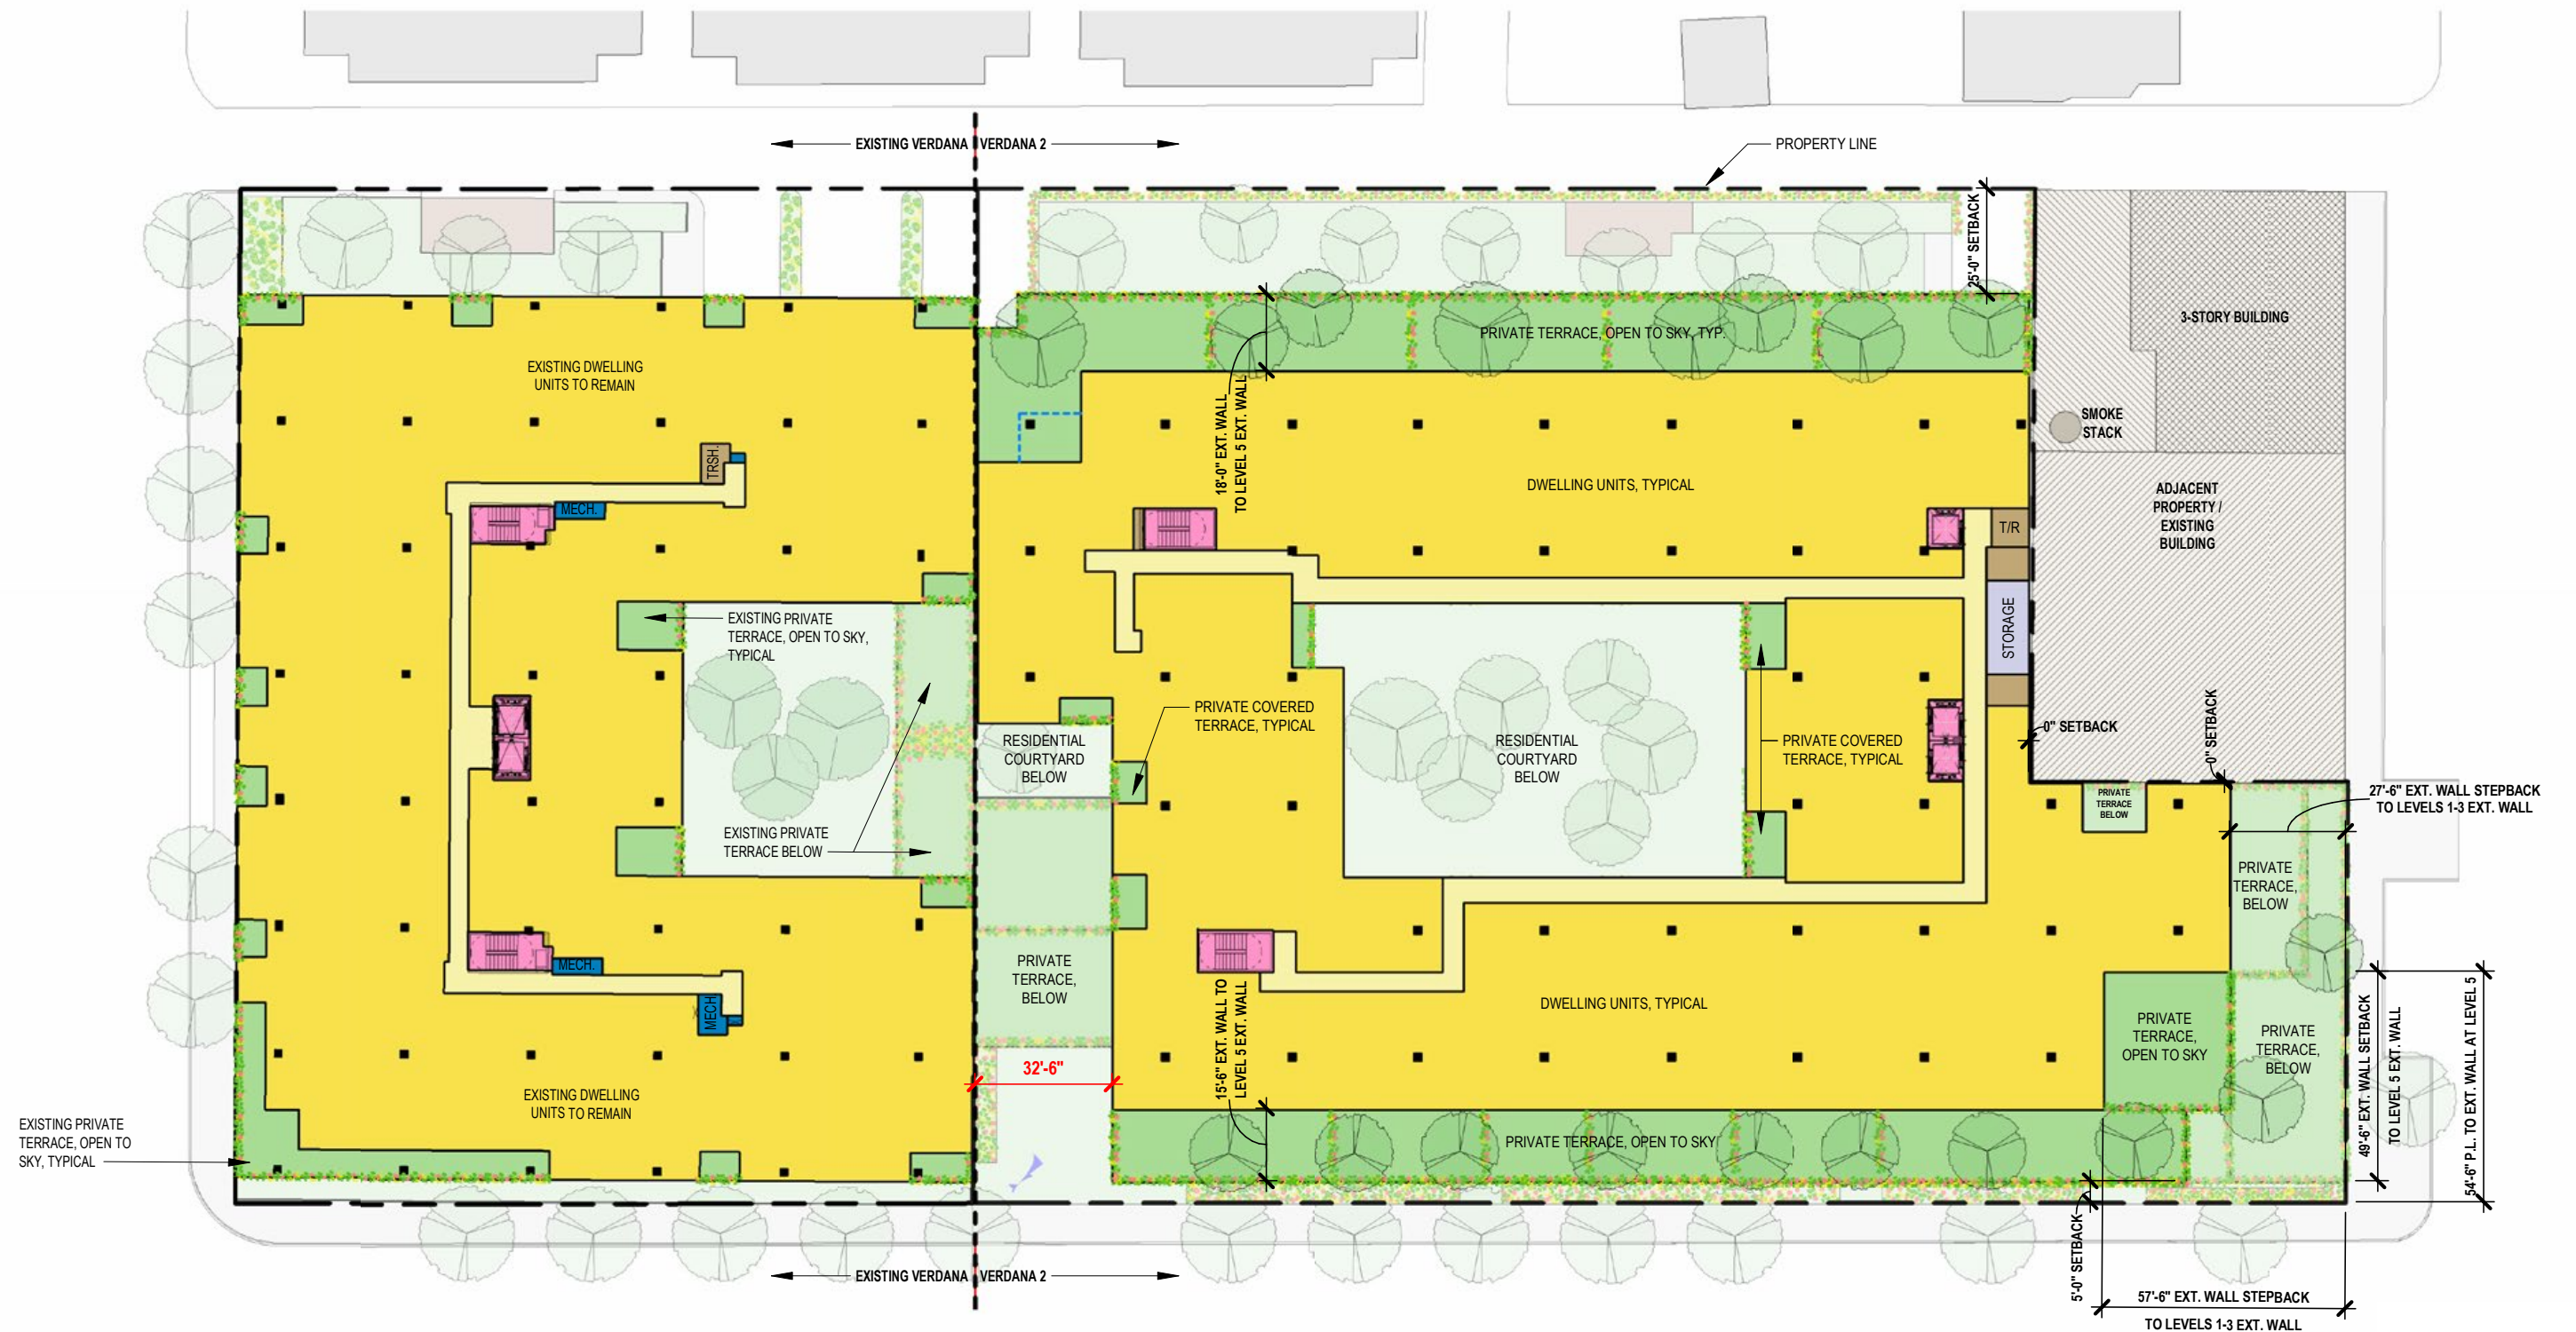 EXISTING VERDANA
VERDANA 2
PROPERTY LINE
25'-0" SETBACK
3-STORY BUILDING
PRIVATE TERRACE, OPEN TO SKY, TYP.
EXISTING DWELLING
UNITS TO REMAIN
18'-0" EXT. WALL
TO LEVEL 5 EXT. WALL
SMOKE
STACK
TRSH.
DWELLING UNITS, TYPICAL
ADJACENT
PROPERTY /
EXISTING
BUILDING
MECH.
T/R
STORAGE
EXISTING PRIVATE
TERRACE, OPEN TO SKY,
TYPICAL
PRIVATE COVERED
TERRACE, TYPICAL
0" SETBACK
0" SETBACK
RESIDENTIAL
COURTYARD
BELOW
RESIDENTIAL
COURTYARD
BELOW
PRIVATE COVERED
TERRACE, TYPICAL
PRIVATE
TERRACE
BELOW
27'-6" EXT. WALL STEPBACK
TO LEVELS 1-3 EXT. WALL
EXISTING PRIVATE
TERRACE BELOW
PRIVATE
TERRACE,
BELOW
MECH.
PRIVATE
TERRACE,
BELOW
MECH
DWELLING UNITS, TYPICAL
15'-6" EXT. WALL TO
LEVEL 5 EXT. WALL
PRIVATE
TERRACE,
OPEN TO SKY
PRIVATE
TERRACE,
BELOW
49'-6" EXT. WALL SETBACK
TO LEVEL 5 EXT. WALL
54'-6" P.L. TO EXT. WALL AT LEVEL 5
32'-6"
EXISTING DWELLING
UNITS TO REMAIN
EXISTING PRIVATE
TERRACE, OPEN TO
SKY, TYPICAL
PRIVATE TERRACE, OPEN TO SKY
5'-0" SETBACK
EXISTING VERDANA
VERDANA 2
57'-6" EXT. WALL STEPBACK
TO LEVELS 1-3 EXT. WALL